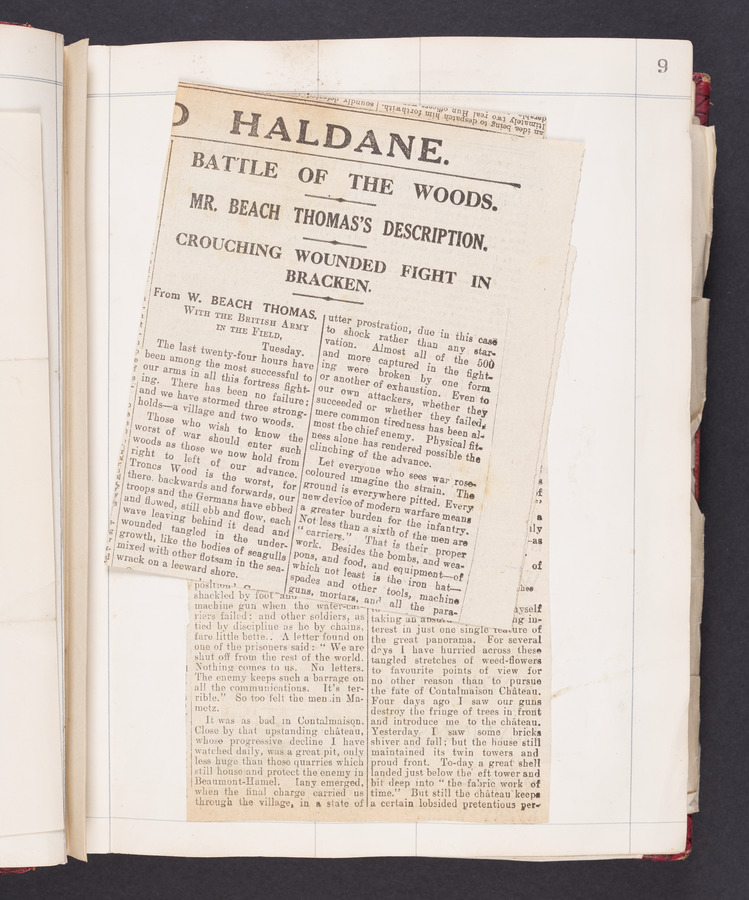 9
HALDANE.
BATTLE OF THE WOODS.
MR. BEACH THOMAS'S DESCRIPTION.
CROUCHING WOUNDED FIGHT IN
BRACKEN.
From W. BEACH THOMAS.
WITH THE BRITISH ARMY
IN THE FIELD,
Tuesday.
The last twenty-four hours have
been among the most successful to
our arms in all this fortress fight-
ing. There has been no failure;
and we have stormed three strong-
holds—a village and two woods.
Those who wish to know the
worst of war should enter such
woods as those we now hold from
right to left of our advance.
Troncs Wood is the worst, for
there, backwards and forwards, our
troops and the Germans have ebbed
and flowed, still ebb and flow, each
wave leaving behind it dead and
wounded tangled in the under-
growth, like the bodies of seagulls
mixed with other flotsam in the sea-
wrack on a leeward shore.
utter prostration, due in this case
to shock rather than any star-
vation. Almost all of the 500
and more captured in the fight-
ing were broken by one form
or another of exhaustion. Even to
our own attackers, whether they
succeeded or whether they failed,
mere common tiredness has been al-
most the chief enemy. Physical fit-
ness alone has rendered possible the
clinching of the advance.
Let everyone who sees war rose-
coloured imagine the strain. The
ground is everywhere pitted. Every
new device of modern warfare means
a greater burden for the infantry.
Not less than a sixth of the men are
"carriers." That is their proper
work. Besides the bombs, and wea-
pons, and food, and equipment—of
which not least is the iron hat—
spades and other tools, machine
guns, mortars, and all the para-
shackled by foot and
machine gun when the water-car-
riers failed; and other soldiers, as
tied by discipline as he by chains,
fare little better. A letter found on
one of the prisoners said: "We are
shut off from the rest of the world.
Nothing comes to us. No letters.
The enemy keeps such a barrage on
all the communications. It's ter-
rible." So too felt the men in Ma-
metz.
It was as bad in Contalmaison.
Close by that upstanding château,
whose progressive decline I have
watched daily, was a great pit, only
less huge than those quarries which
still house and protect the enemy in
Beaumont-Hamel. Many emerged,
when the final charge carried us
through the village, in a state of
myself
taking an
terest in just one single feature of
the great panorama. For several
days I have hurried across these
tangled stretches of weed-flowers
to favourite points of view for
no other reason than to pursue
the fate of Contalmaison Château.
Four days ago I saw our guns
destroy the fringe of trees in front
and introduce me to the château.
Yesterday I saw some bricks
shiver and fall; but the house still
maintained its twin towers and
proud front. To-day a great shell
landed just below the left tower and
bit deep into "the fabric work of
time." But still the château keeps
a certain lobsided pretentious per-